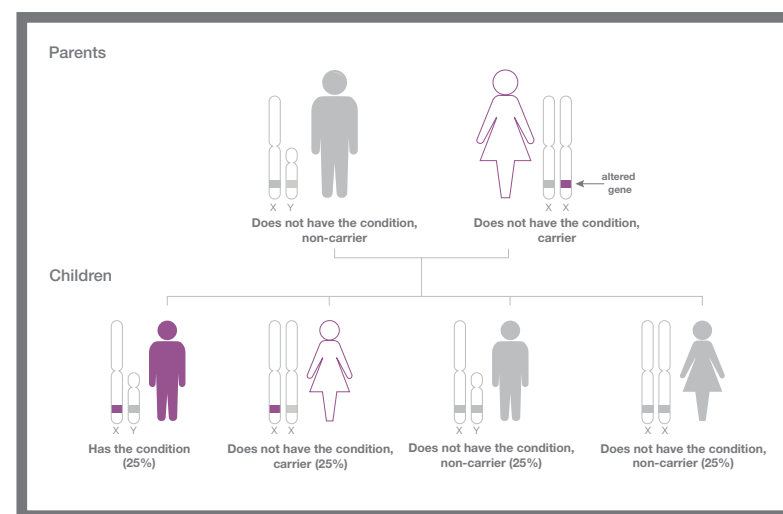 Parents
altered
gene
X Y
X X
Does not have the condition,
non-carrier
Does not have the condition,
carrier
Children
X Y
X X
X Y
X X
Has the condition
(25%)
Does not have the condition,
carrier (25%)
Does not have the condition,
non-carrier (25%)
Does not have the condition,
non-carrier (25%)